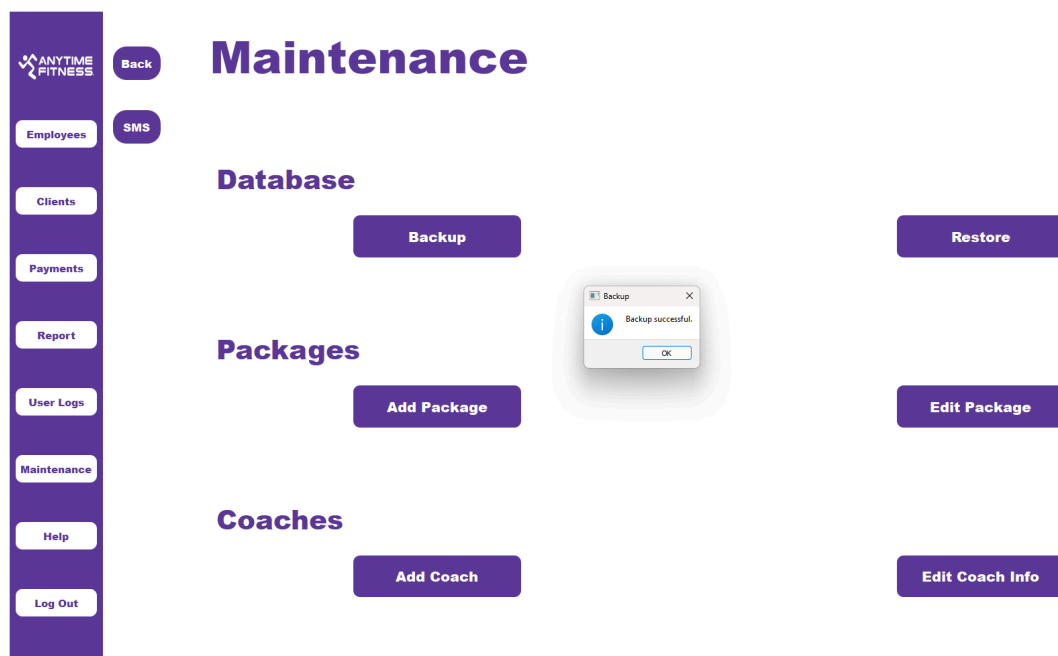 ANYTIME
FITNESS
Employees
Clients
Payments
Report
User Logs
Maintenance
Help
Log Out
Back
SMS
Maintenance
Database
Backup
Restore
Backup
Backup successful.
OK
Packages
Add Package
Edit Package
Coaches
Add Coach
Edit Coach Info